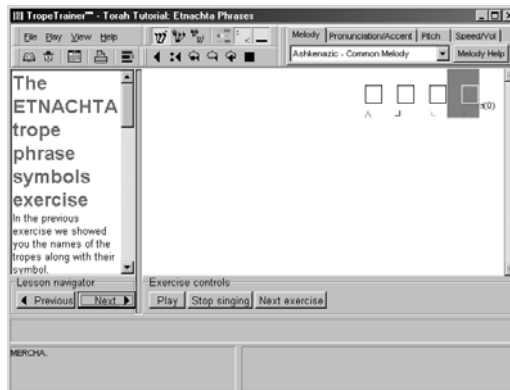 TropeTrainer™ - Torah Tutorial: Etnachta Phrases
File Play View Help
Melody Pronunciation/Accent Pitch Speed/Vol
Ashkenazic - Common Melody Melody Help
The
ETNACHTA
trope
phrase
symbols
exercise
In the previous
exercise we showed
you the names of the
tropes along with their
symbol.
Lesson navigator
Previous Next
Exercise controls
Play Stop singing Next exercise
MERCHA.